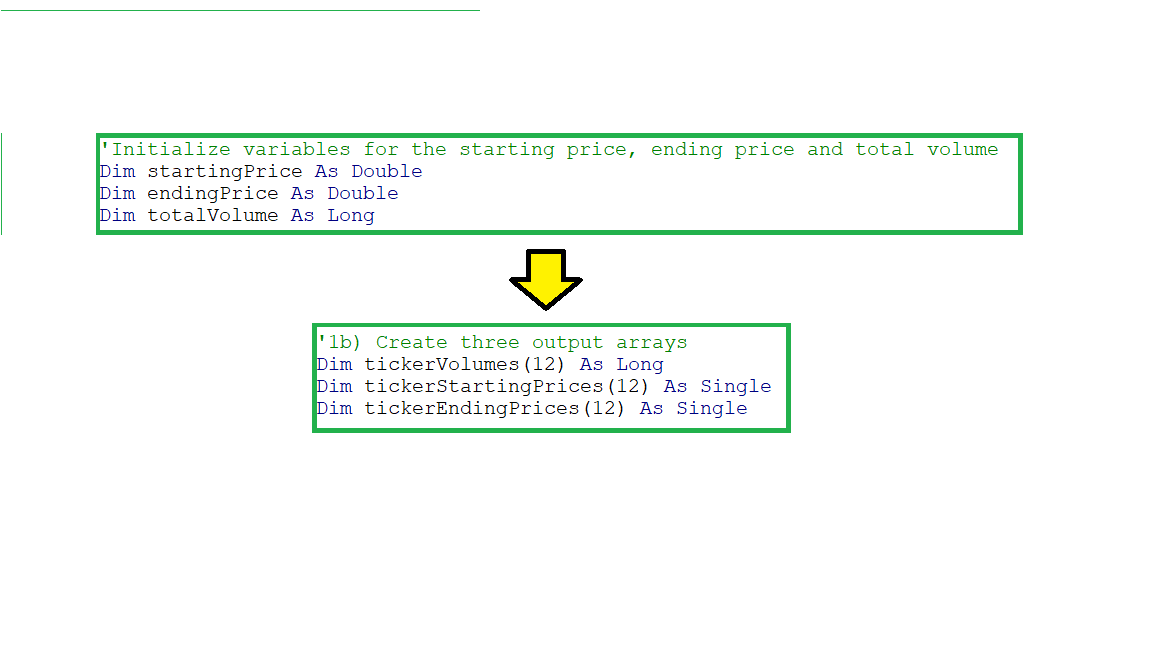 'Initialize variables for the starting price, ending price and total volume
Dim startingPrice As Double
Dim endingPrice As Double
Dim totalVolume As Long
'1b) Create three output arrays
Dim tickerVolumes(12) As Long
Dim tickerStartingPrices(12) As Single
Dim tickerEndingPrices(12) As Single